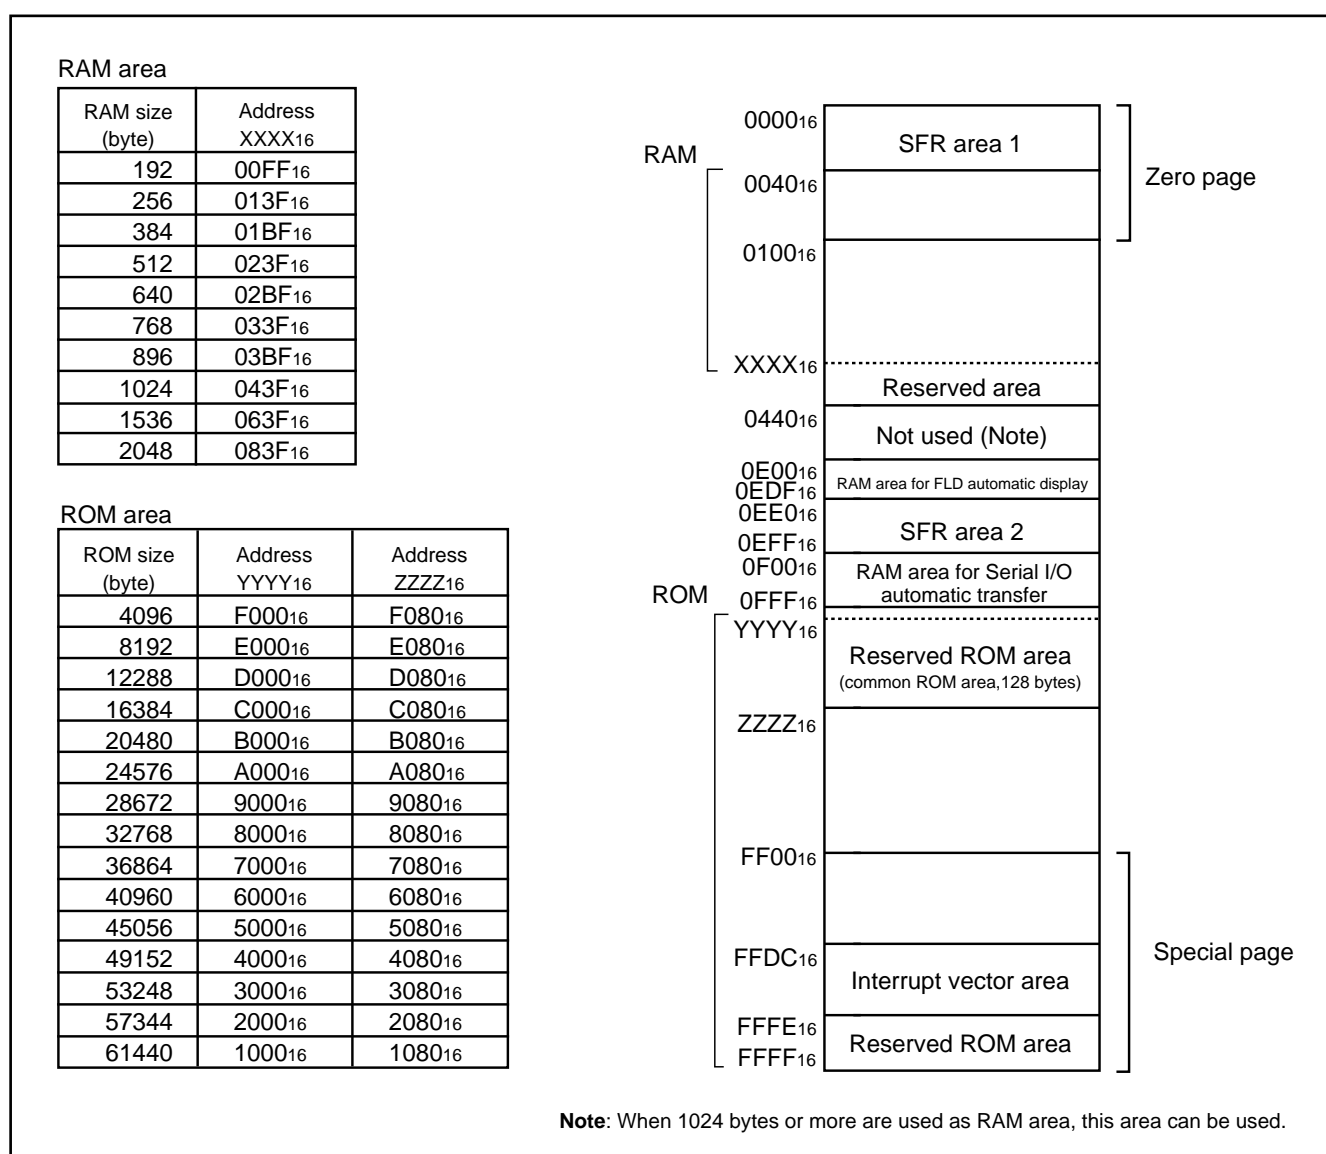 RAM area
RAM size (byte) Address XXXX16
192 00FF16
256 013F16
384 01BF16
512 023F16
640 02BF16
768 033F16
896 03BF16
1024 043F16
1536 063F16
2048 083F16
ROM area
ROM size (byte) Address YYYY16 Address ZZZZ16
4096 F00016 F08016
8192 E00016 E08016
12288 D00016 D08016
16384 C00016 C08016
20480 B00016 B08016
24576 A00016 A08016
28672 900016 908016
32768 800016 808016
36864 700016 708016
40960 600016 608016
45056 500016 508016
49152 400016 408016
53248 300016 308016
57344 200016 208016
61440 100016 108016
RAM
ROM
000016
SFR area 1
004016
Zero page
010016
XXXX16
Reserved area
044016
Not used (Note)
0E0016
0EDF16
RAM area for FLD automatic display
0EE016
SFR area 2
0EFF16
0F0016
RAM area for Serial I/O
automatic transfer
0FFF16
YYYY16
Reserved ROM area
(common ROM area,128 bytes)
ZZZZ16
FF0016
FFDC16
Special page
Interrupt vector area
FFFE16
Reserved ROM area
FFFF16
Note: When 1024 bytes or more are used as RAM area, this area can be used.